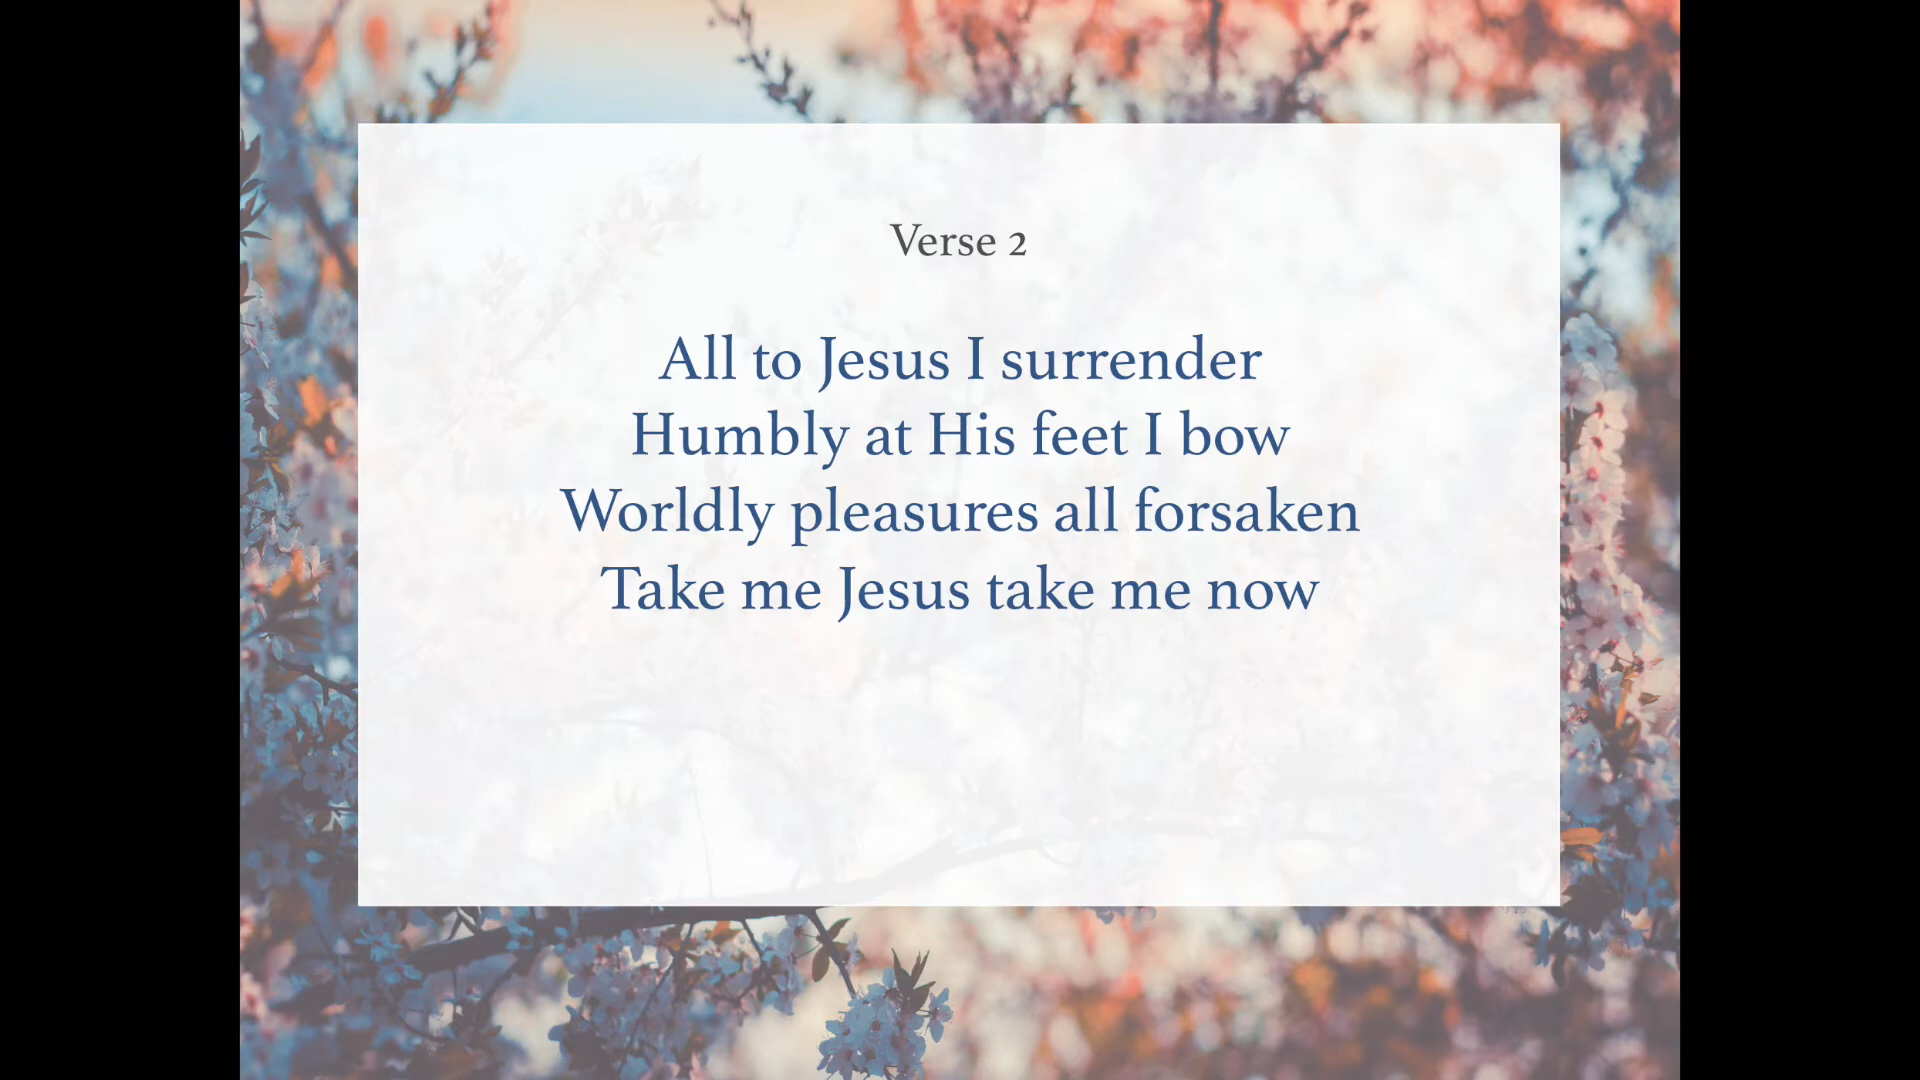 Verse 2
All to Jesus I surrender
Humbly at His feet I bow
Worldly pleasures all forsaken
Take me Jesus take me now